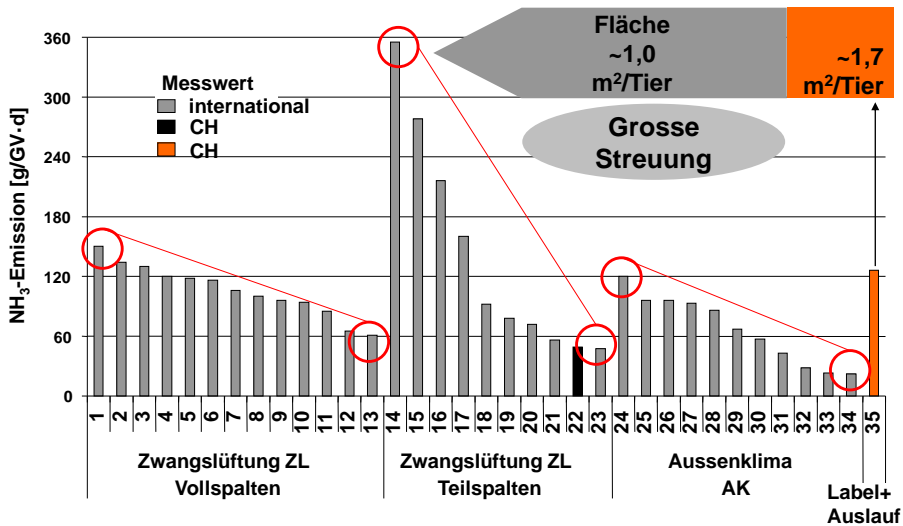 Fläche
~1,0
m²/Tier
~1,7
m²/Tier
Grosse
Streuung
Messwert
international
CH
CH
NH₃-Emission [g/GV·d]
360
300
240
180
120
60
0
1 2 3 4 5 6 7 8 9 10 11 12 13 14 15 16 17 18 19 20 21 22 23 24 25 26 27 28 29 30 31 32 33 34 35
Zwangslüftung ZL
Vollspalten
Zwangslüftung ZL
Teilspalten
Aussenklima
AK
Label+
Auslauf